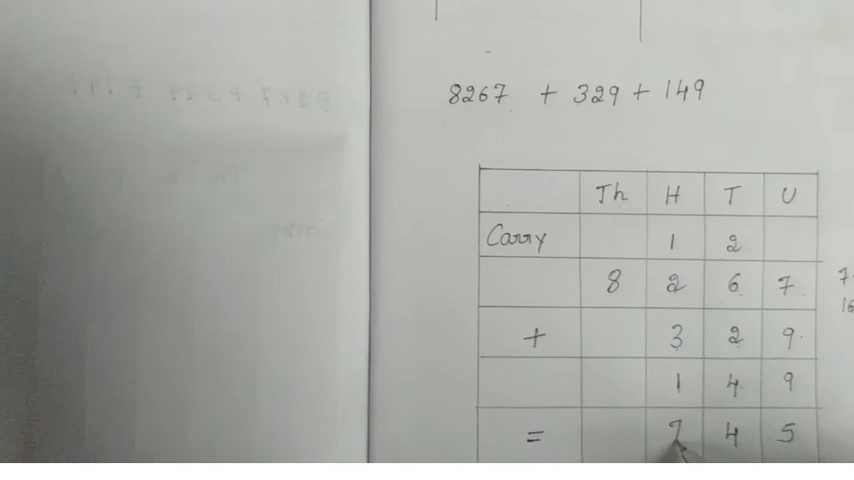 8267 + 329 + 149
Th H T U
Carry 1 2
8 2 6 7
+ 3 2 9
1 4 9
= 7 4 5